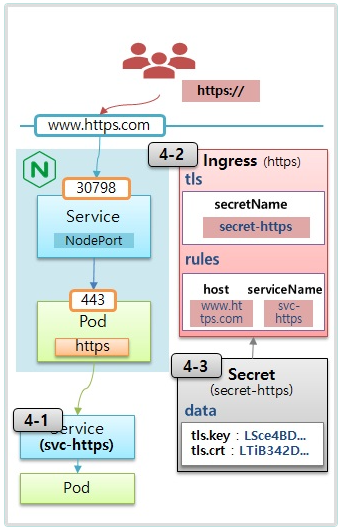 https://
www.https.com
N
30798
Service
NodePort
443
Pod
https
4-1
Service
(svc-https)
Pod
4-2
Ingress (https)
tls
secretName
secret-https
rules
host serviceName
www.ht svc-
tps.com https
4-3
Secret
(secret-https)
data
tls.key : LSce4BD...
tls.crt : LTiB342D...